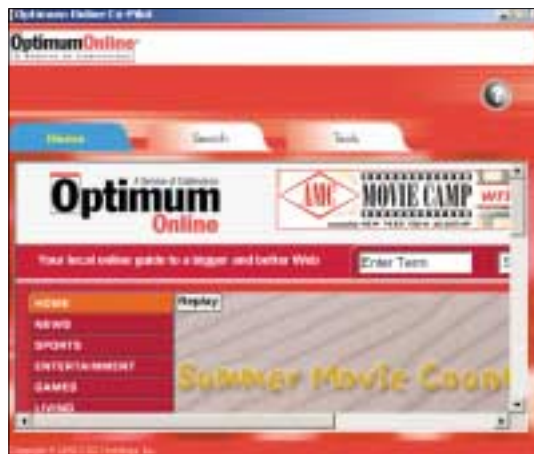 Optimum Online Co-Pilot
OptimumOnline
Home
Search
Tools
A Service of Cablevision
Optimum
Online
AMC
MOVIE CAMP
Your local online guide to a bigger and better Web
Enter Term
HOME
NEWS
SPORTS
ENTERTAINMENT
GAMES
LIVING
Replay
Summer Movie Coun